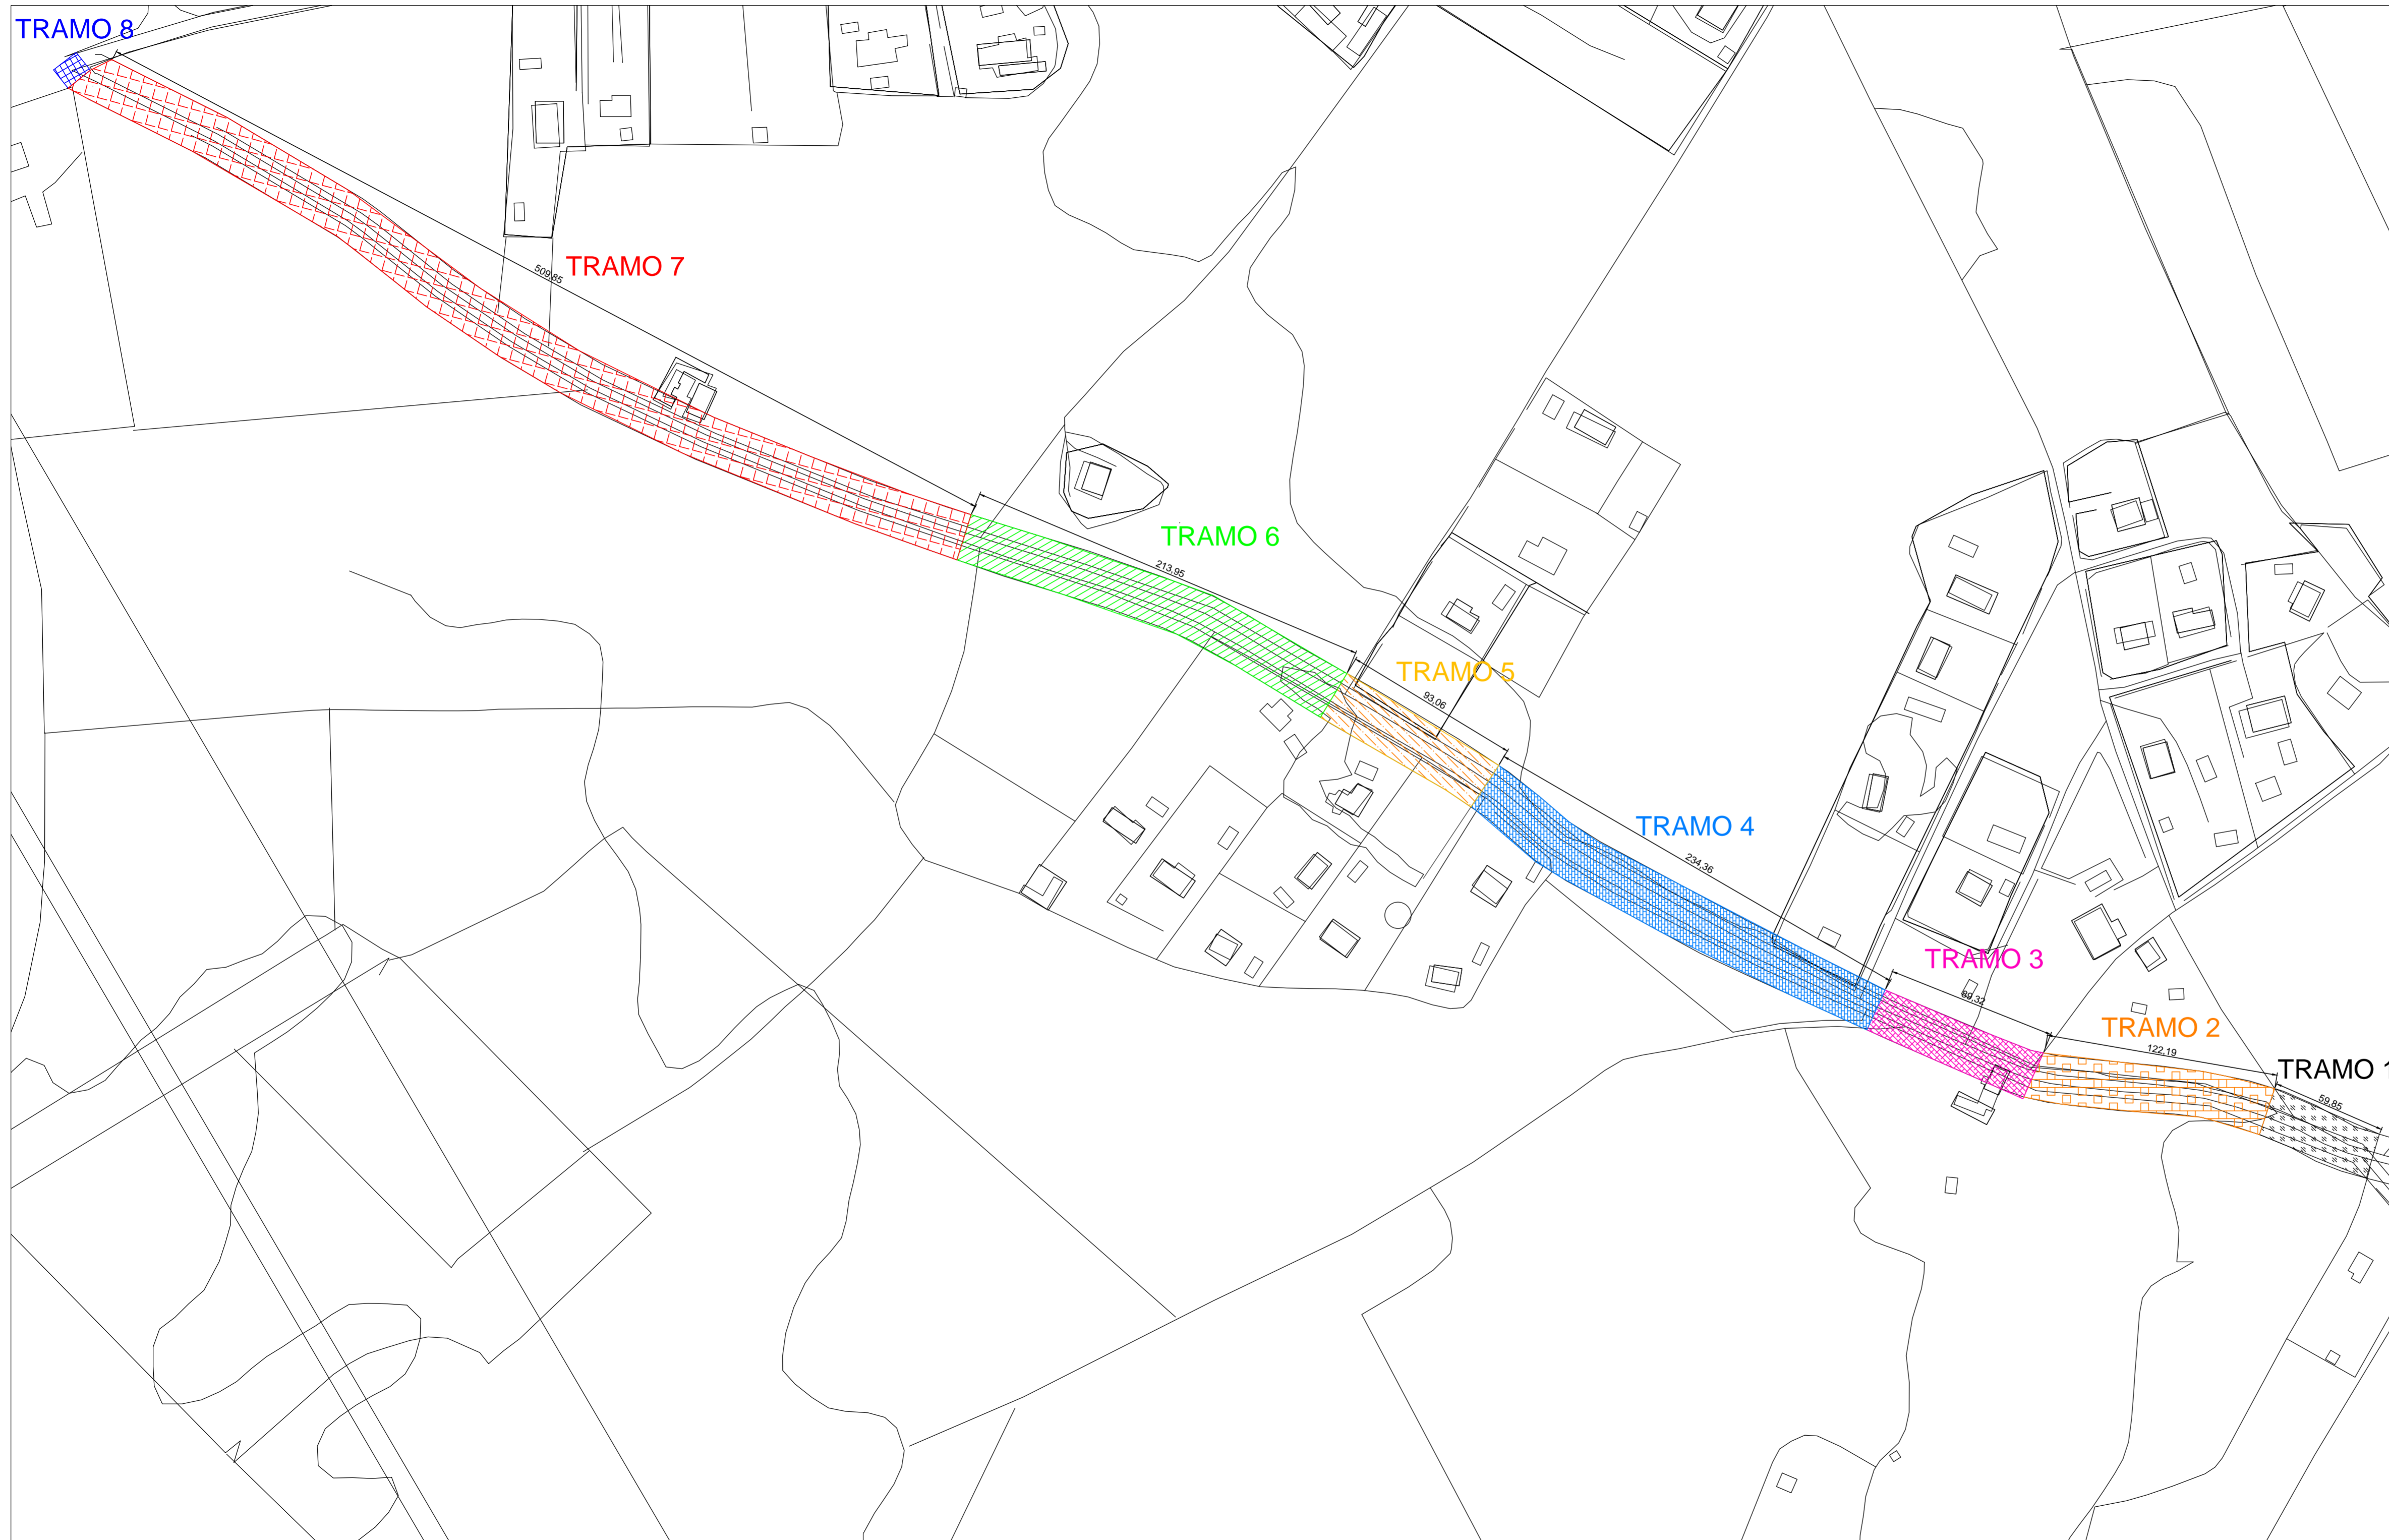 TRAMO 8
TRAMO 7
509,85
TRAMO 6
213,95
TRAMO 5
93,06
TRAMO 4
234,36
TRAMO 3
89,32
TRAMO 2
122,19
TRAMO 1
59,85